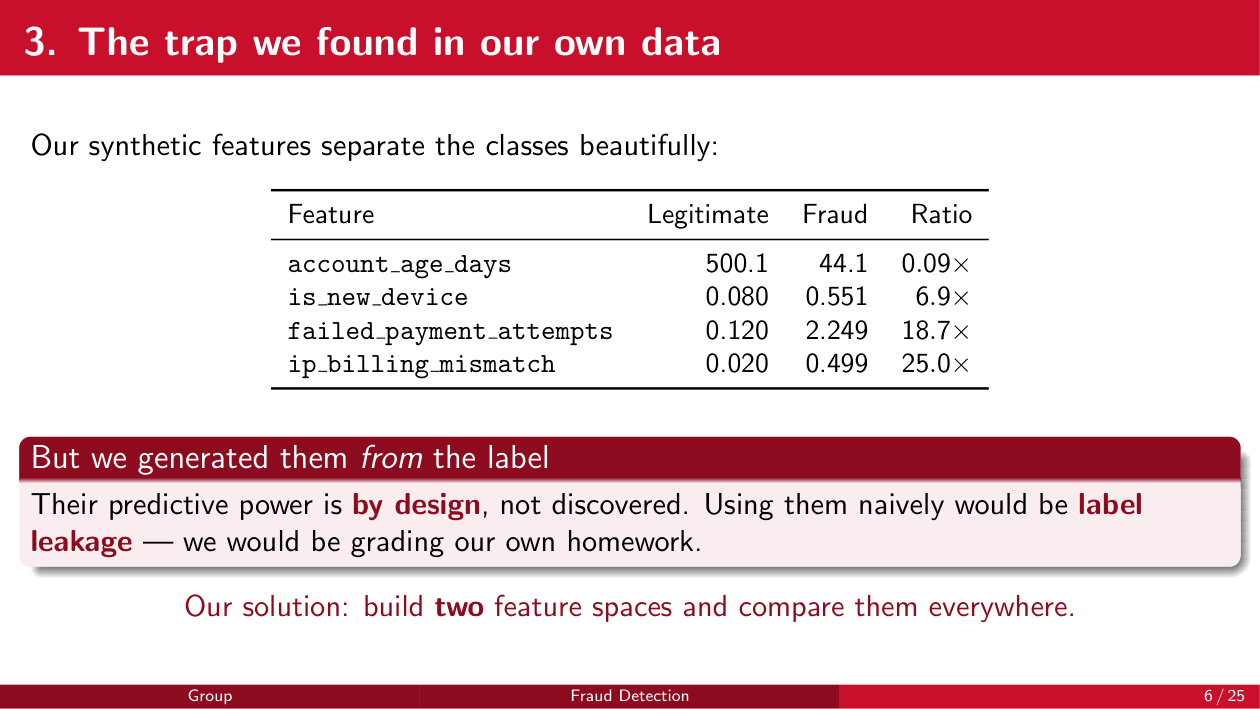 3. The trap we found in our own data
Our synthetic features separate the classes beautifully:
Feature Legitimate Fraud Ratio
account_age_days 500.1 44.1 0.09×
is_new_device 0.080 0.551 6.9×
failed_payment_attempts 0.120 2.249 18.7×
ip_billing_mismatch 0.020 0.499 25.0×
But we generated them from the label
Their predictive power is by design, not discovered. Using them naively would be label
leakage — we would be grading our own homework.
Our solution: build two feature spaces and compare them everywhere.
Group Fraud Detection 6 / 25